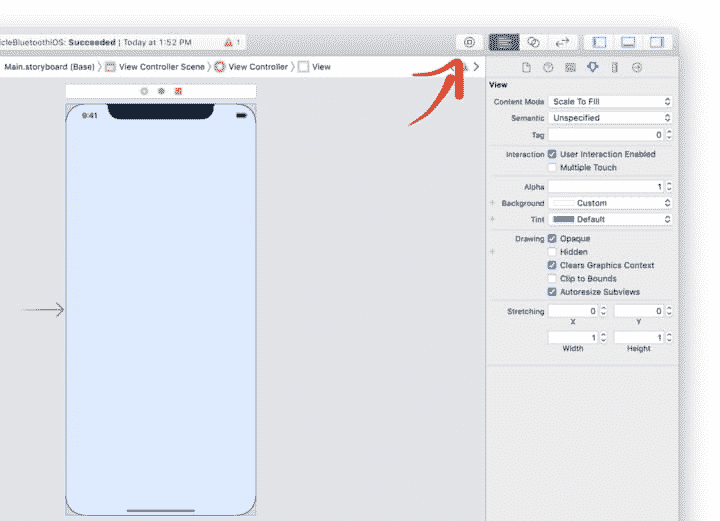 icleBluetoothiOS: Succeeded | Today at 1:52 PM 1
Main.storyboard (Base) View Controller Scene View Controller View
View
9:41
Content Mode Scale To Fill
Semantic Unspecified
Tag 0
Interaction User Interaction Enabled
Multiple Touch
Alpha 1
+ Background Custom
+ Tint Default
Drawing Opaque
+ Hidden
Clears Graphics Context
Clip to Bounds
Autoresize Subviews
Stretching 0 0
X Y
1 1
Width Height